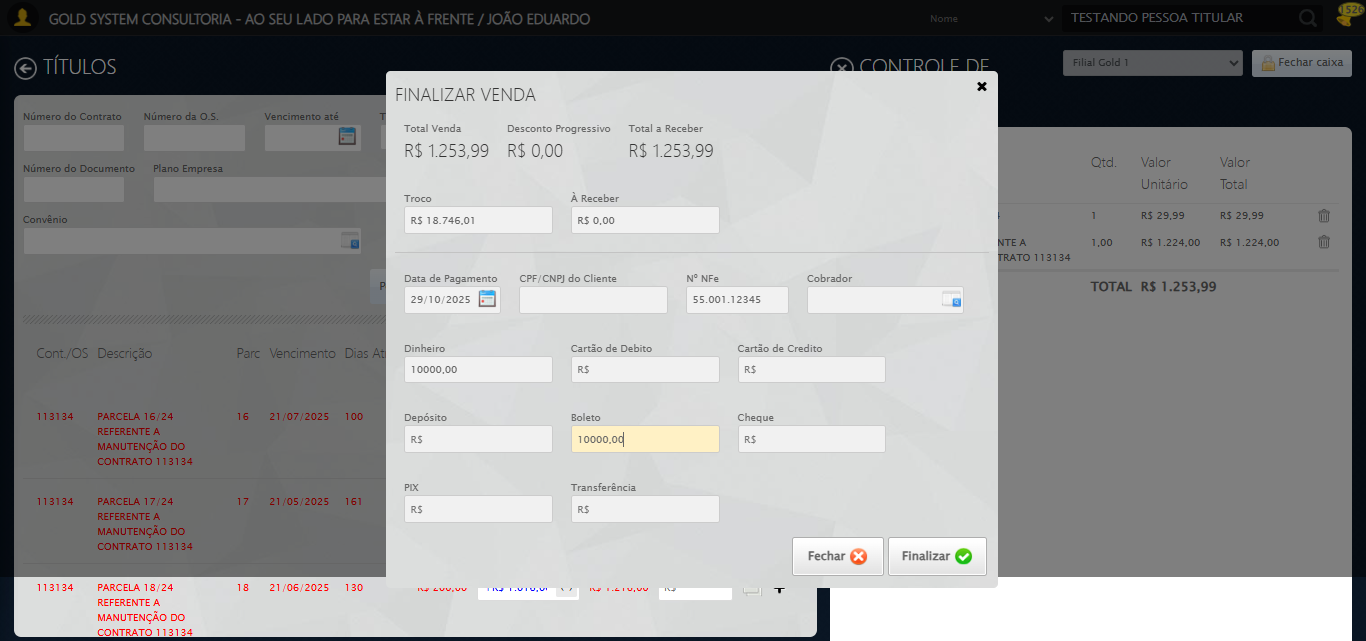 GOLD SYSTEM CONSULTORIA - AO SEU LADO PARA ESTAR À FRENTE / JOÃO EDUARDO
Nome
TESTANDO PESSOA TITULAR
1526
TÍTULOS
CONTROLE DE
Filial Gold 1
Fechar caixa
Número do Contrato
Número da O.S.
Vencimento até
Número do Documento
Plano Empresa
Convênio
Cont./OS Descrição Parc Vencimento Dias
113134 PARCELA 16/24 16 21/07/2025 100
REFERENTE A
MANUTENÇÃO DO
CONTRATO 113134
113134 PARCELA 17/24 17 21/05/2025 161
REFERENTE A
MANUTENÇÃO DO
CONTRATO 113134
113134 PARCELA 18/24 18 21/06/2025 130
REFERENTE A
MANUTENÇÃO DO
CONTRATO 113134
FINALIZAR VENDA
Total Venda Desconto Progressivo Total a Receber
R$ 1.253,99 R$ 0,00 R$ 1.253,99
Troco À Receber
R$ 18.746,01 R$ 0,00
Data de Pagamento CPF/CNPJ do Cliente Nº NFe Cobrador
29/10/2025 55.001.12345
Dinheiro Cartão de Debito Cartão de Credito
10000,00 R$ R$
Depósito Boleto Cheque
R$ 10000,00 R$
PIX Transferência
R$ R$
Fechar Finalizar
Qtd. Valor Valor
Unitário Total
1 R$ 29,99 R$ 29,99
NTE A 1,00 R$ 1.224,00 R$ 1.224,00
TRATO 113134
TOTAL R$ 1.253,99